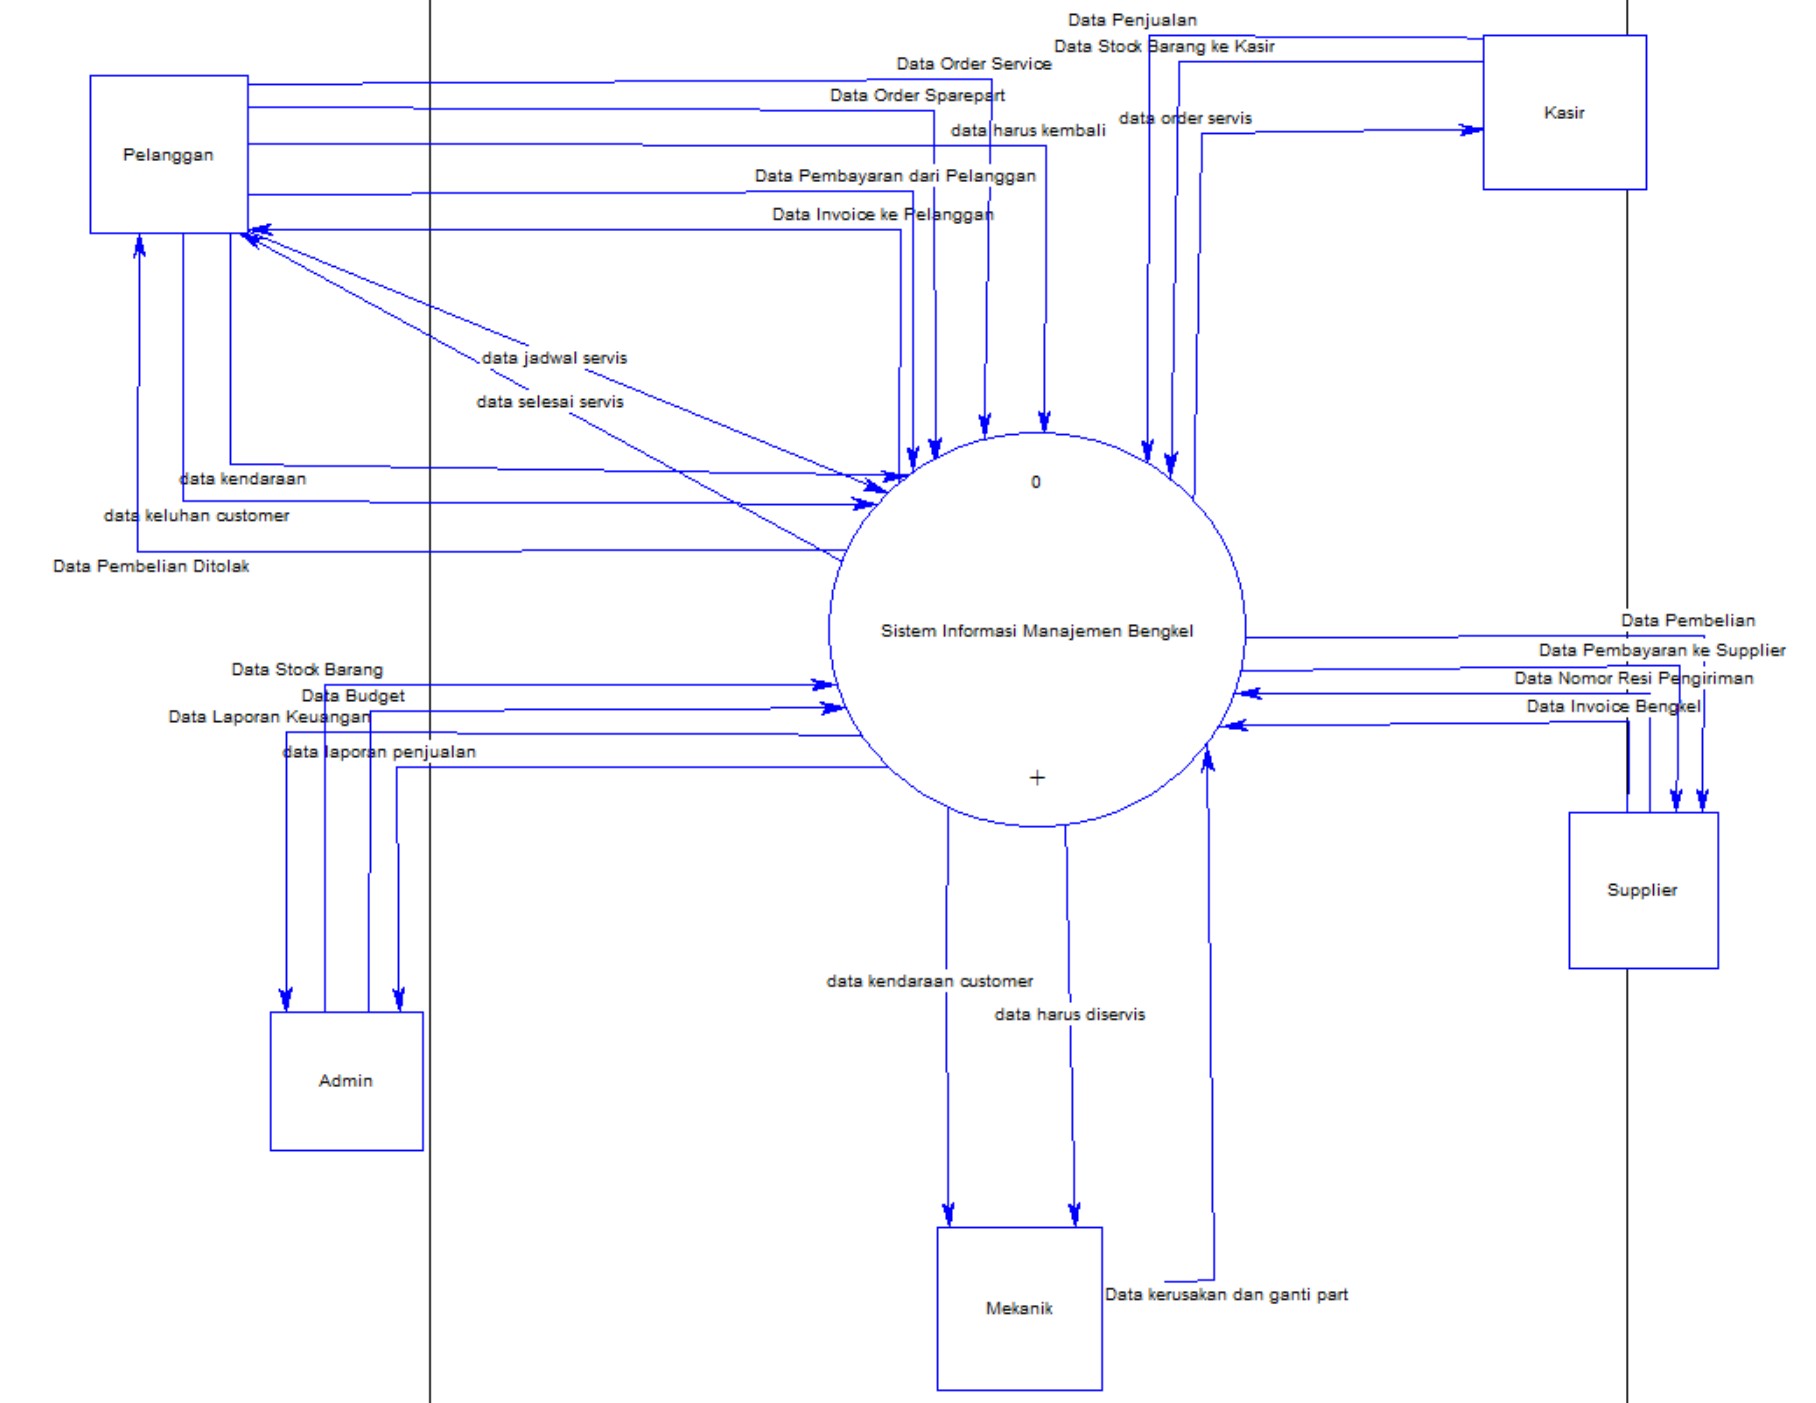 Data Penjualan
Data Stock Barang ke Kasir
Data Order Service
Data Order Sparepart
data order servis
Kasir
data harus kembali
Pelanggan
Data Pembayaran dari Pelanggan
Data Invoice ke Pelanggan
data jadwal servis
data selesai servis
data kendaraan
0
data keluhan customer
Data Pembelian Ditolak
Sistem Informasi Manajemen Bengkel
Data Pembelian
Data Pembayaran ke Supplier
Data Stock Barang
Data Nomor Resi Pengiriman
Data Budget
Data Invoice Bengkel
Data Laporan Keuangan
data laporan penjualan
+
Supplier
data kendaraan customer
data harus diservis
Admin
Data kerusakan dan ganti part
Mekanik